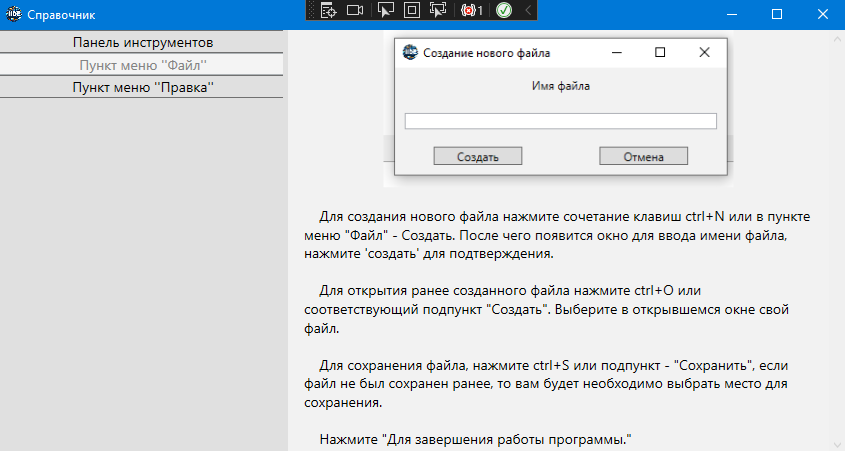 Справочник
1
Панель инструментов
Пункт меню "Файл"
Пункт меню "Правка"
Создание нового файла
Имя файла
Создать
Отмена
Для создания нового файла нажмите сочетание клавиш ctrl+N или в пункте
меню "Файл" - Создать. После чего появится окно для ввода имени файла,
нажмите 'создать' для подтверждения.
Для открытия ранее созданного файла нажмите ctrl+O или
соответствующий подпункт "Создать". Выберите в открывшемся окне свой
файл.
Для сохранения файла, нажмите ctrl+S или подпункт - "Сохранить", если
файл не был сохранен ранее, то вам будет необходимо выбрать место для
сохранения.
Нажмите "Для завершения работы программы."